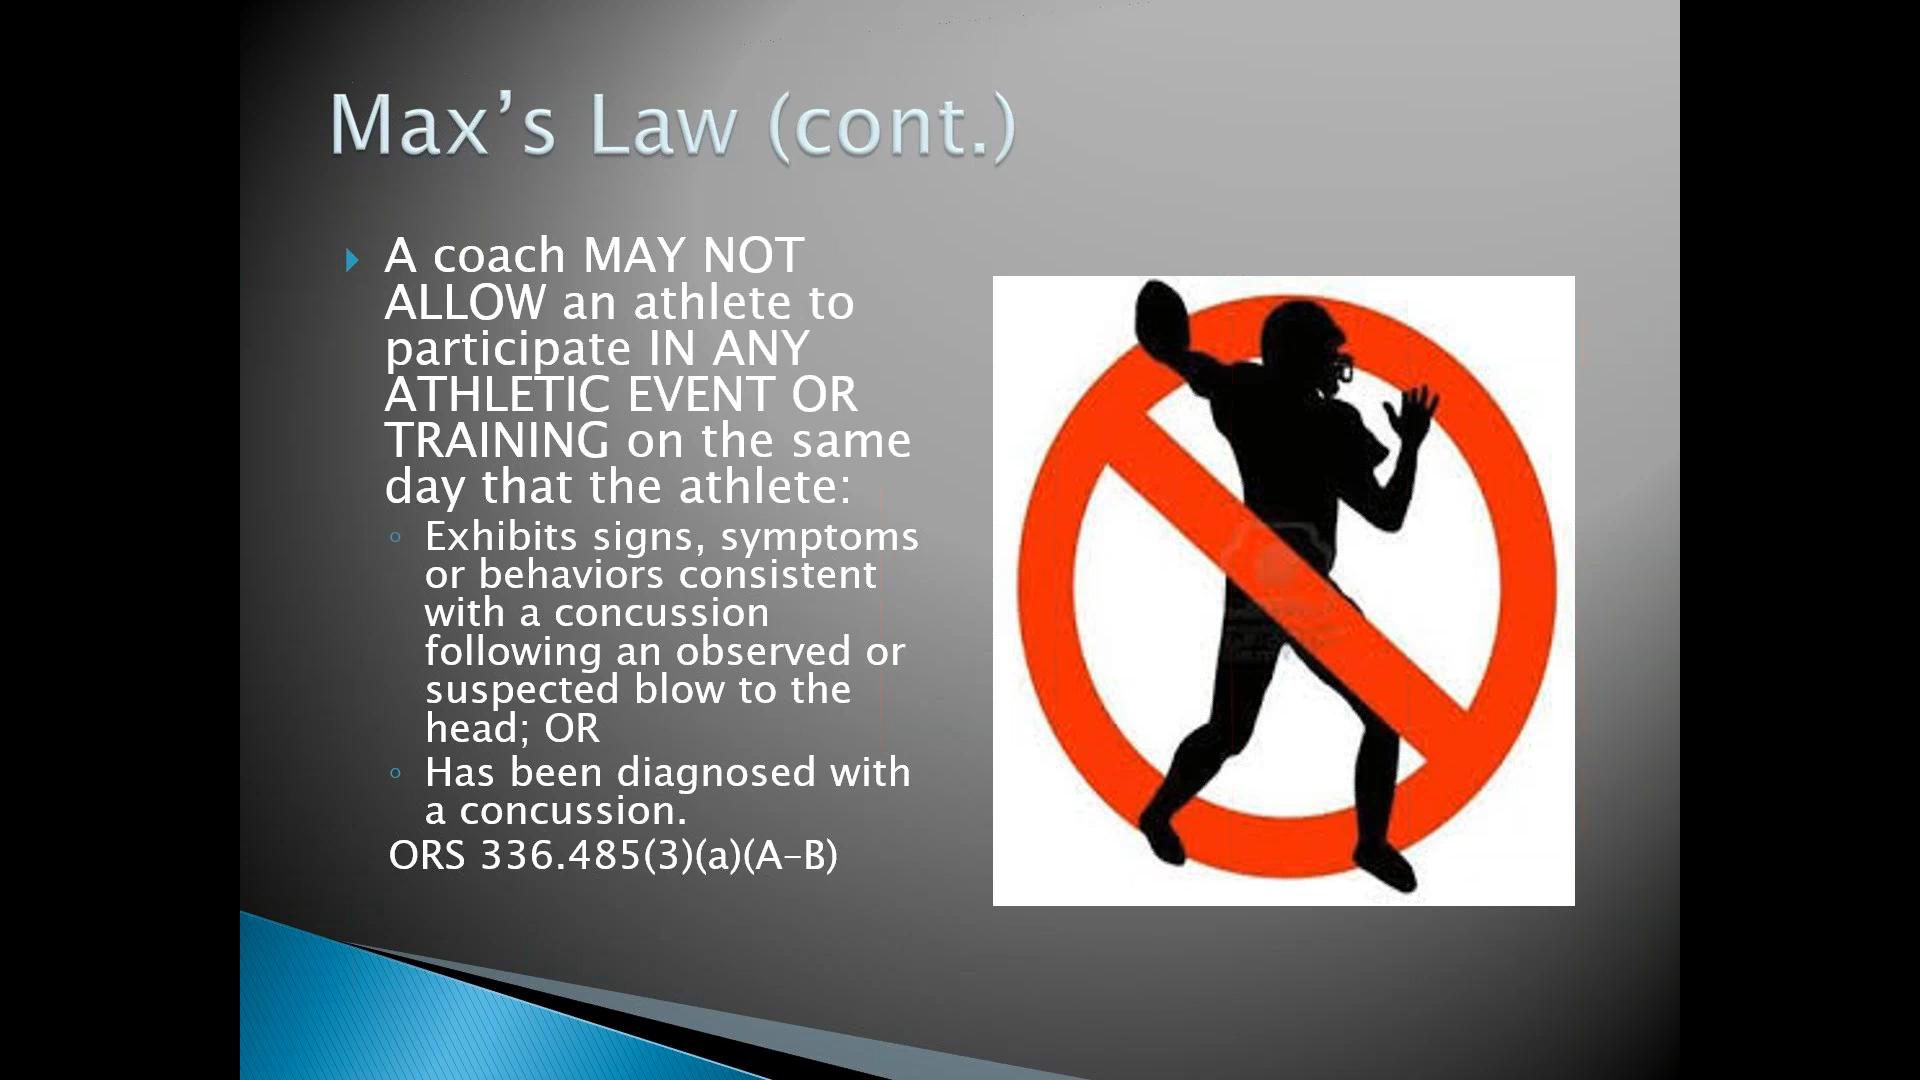 Max’s Law (cont.)
A coach MAY NOT
ALLOW an athlete to
participate IN ANY
ATHLETIC EVENT OR
TRAINING on the same
day that the athlete:
Exhibits signs, symptoms
or behaviors consistent
with a concussion
following an observed or
suspected blow to the
head; OR
Has been diagnosed with
a concussion.
ORS 336.485(3)(a)(A-B)